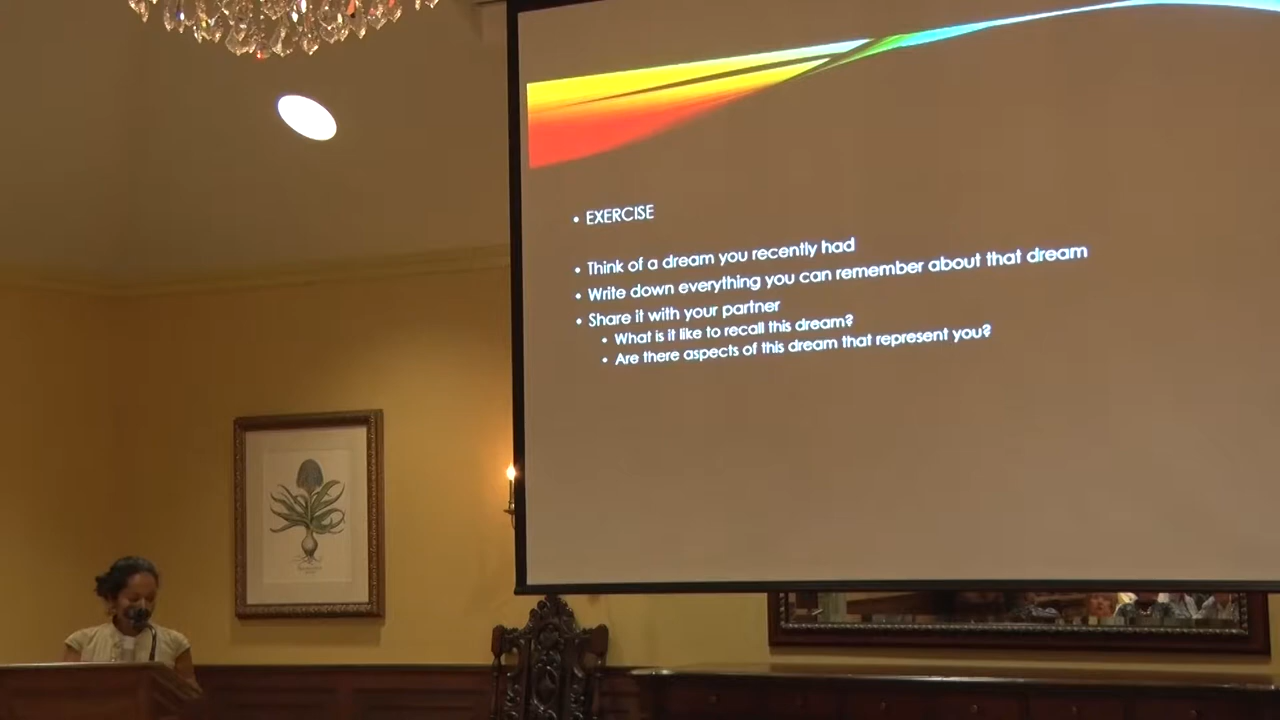 • EXERCISE
• Think of a dream you recently had
• Write down everything you can remember about that dream
• Share it with your partner
• What is it like to recall this dream?
• Are there aspects of this dream that represent you?